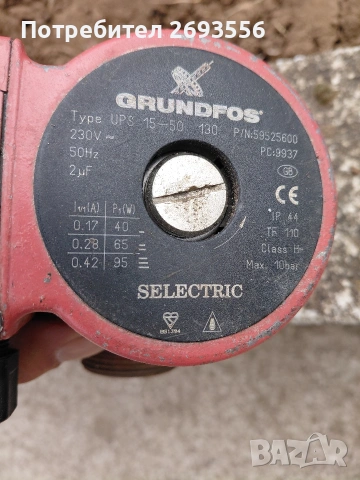 Потребител 2693556
GRUNDFOS
Type UPS 15-50 130 P/N:59525600
230V ~ PC:9937
50Hz GB
2µF CE
I1/1(A) P1(W)
0.17 40
0.28 65
0.42 95
IP 44
TF 110
Class H
Max. 10bar
SELECTRIC
bazar